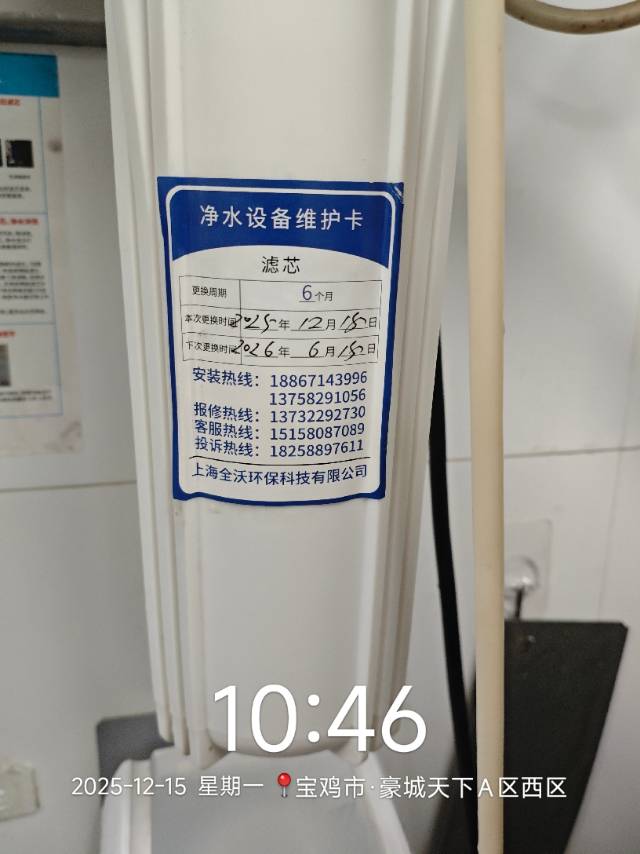 净水设备维护卡
滤芯
更换周期 6个月
本次更换时间 2025年 12月 15日
下次更换时间 2026年 6月 15日
安装热线：18867143996
13758291056
报修热线：13732292730
客服热线：15158087089
投诉热线：18258897611
上海全沃环保科技有限公司
10:46
2025-12-15 星期一 📍宝鸡市·豪城天下A区西区